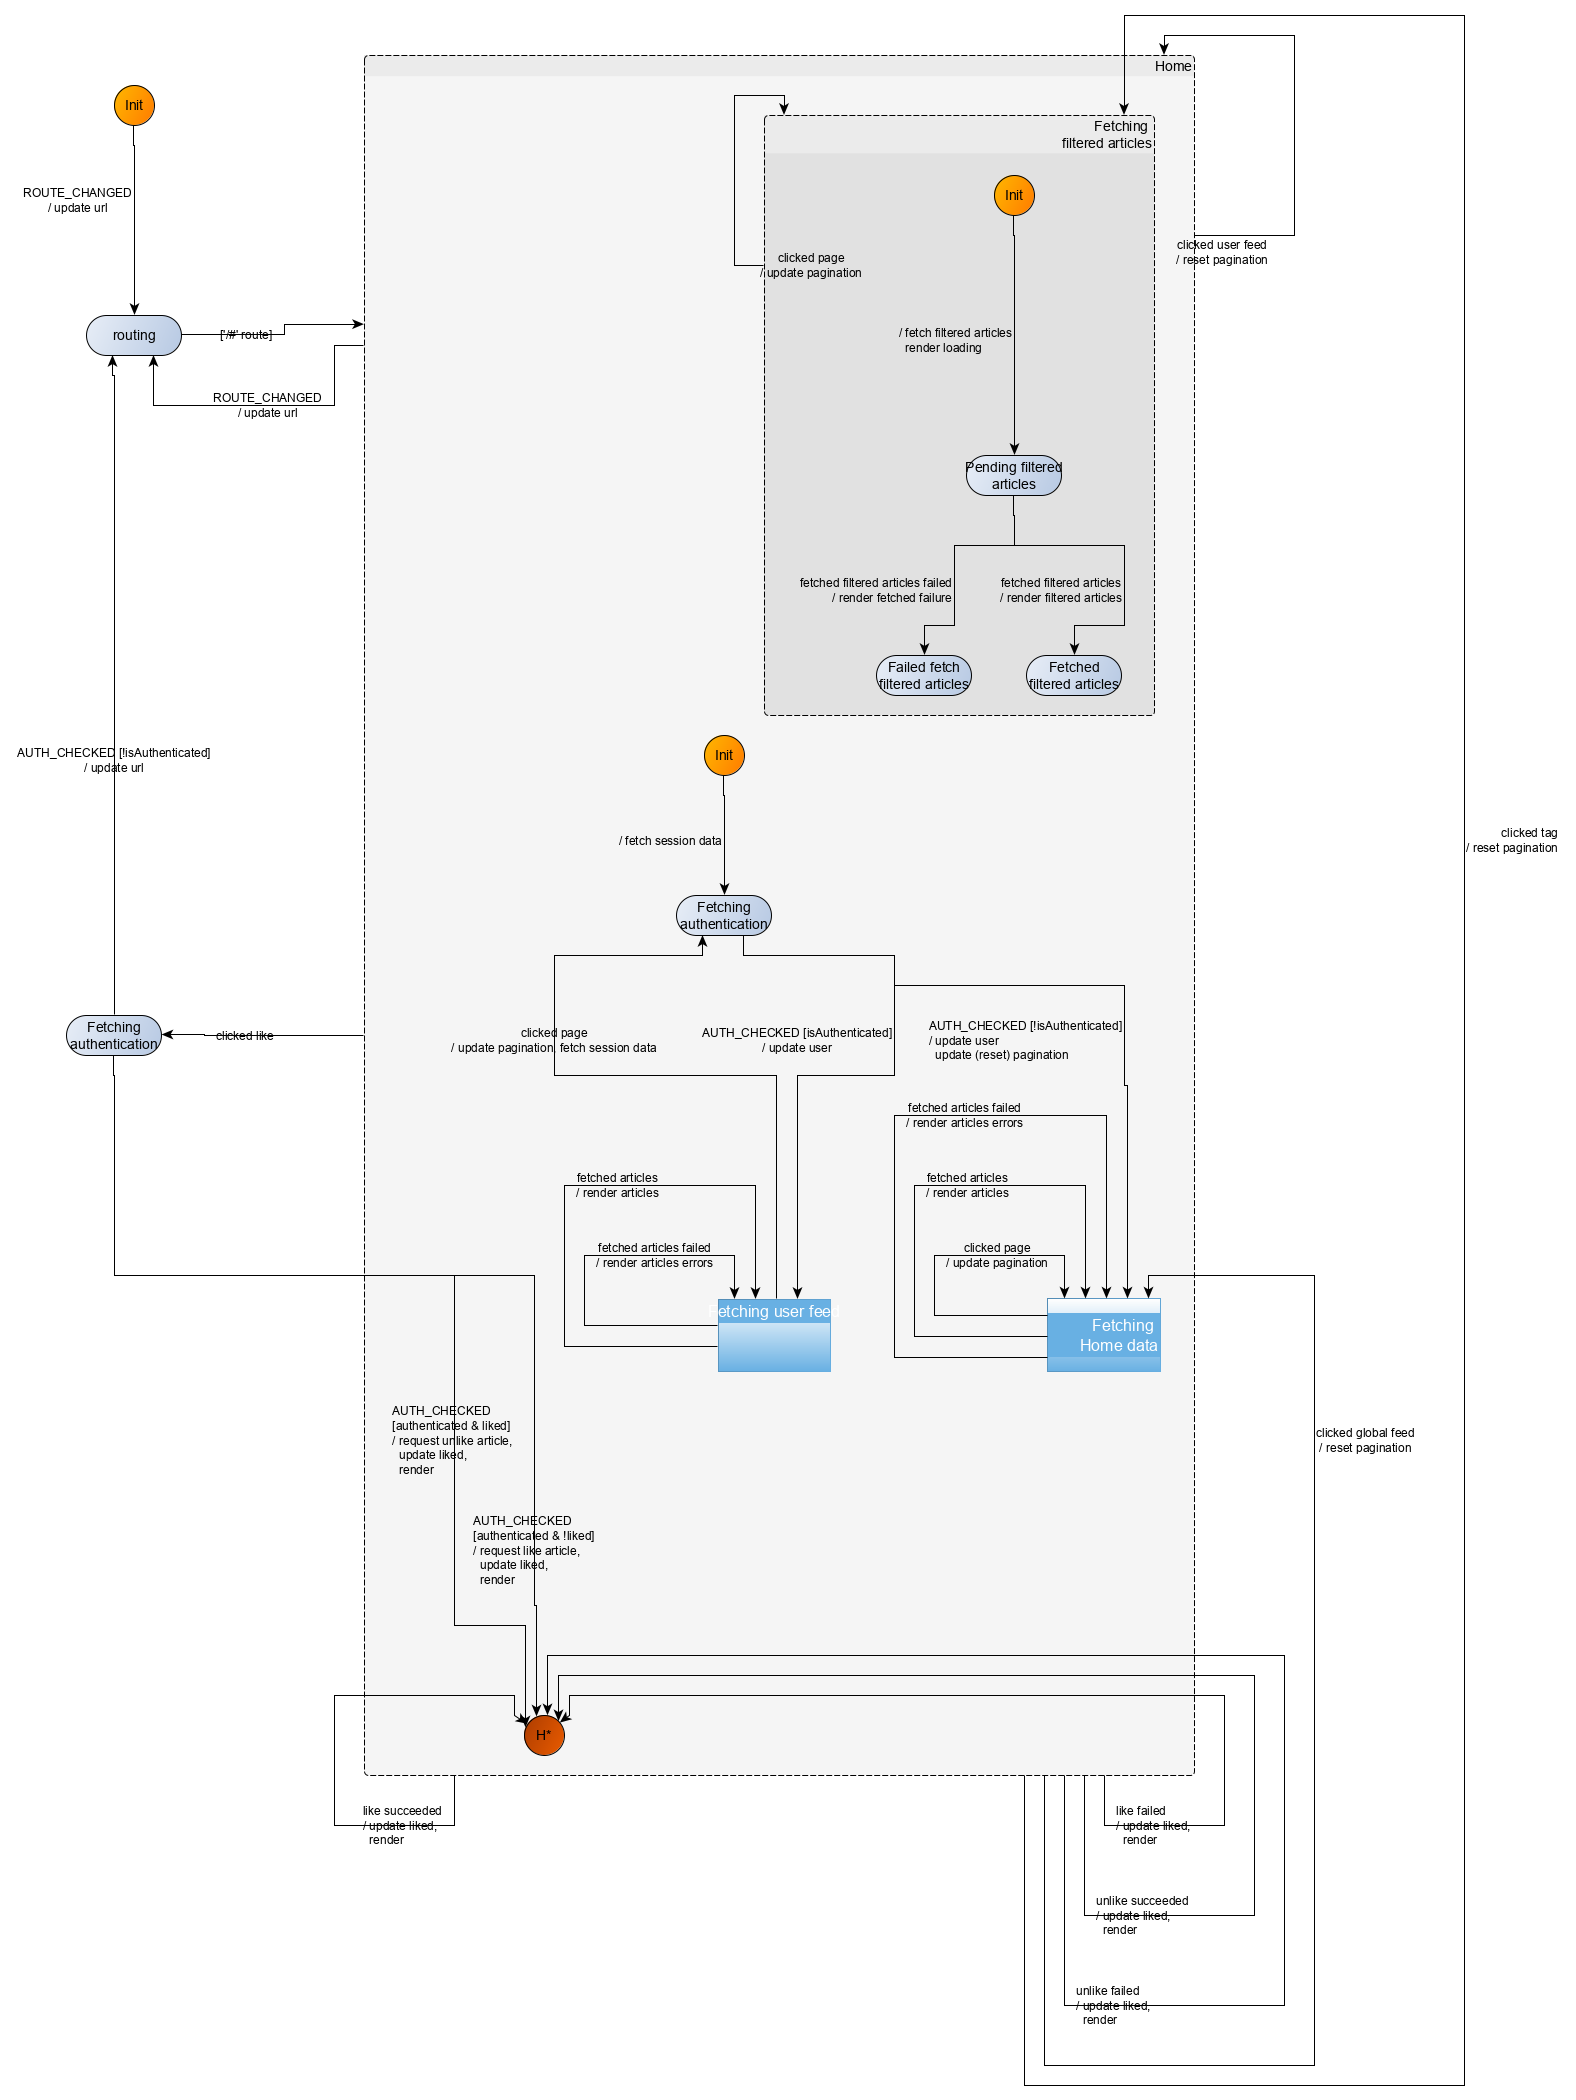 Home
Init
Fetching
filtered articles
Init
ROUTE_CHANGED
/ update url
clicked user feed
/ reset pagination
clicked page
/ update pagination
routing
['/#' route]
/ fetch filtered articles
render loading
ROUTE_CHANGED
/ update url
Pending filtered
articles
fetched filtered articles failed
/ render fetched failure
fetched filtered articles
/ render filtered articles
Failed fetch
filtered articles
Fetched
filtered articles
AUTH_CHECKED [!isAuthenticated]
/ update url
Init
/ fetch session data
clicked tag
/ reset pagination
Fetching
authentication
Fetching
authentication
clicked like
clicked page
/ update pagination, fetch session data
AUTH_CHECKED [isAuthenticated]
/ update user
AUTH_CHECKED [!isAuthenticated]
/ update user
update (reset) pagination
fetched articles failed
/ render articles errors
fetched articles
/ render articles
fetched articles
/ render articles
fetched articles failed
/ render articles errors
clicked page
/ update pagination
Fetching user feed
Fetching
Home data
AUTH_CHECKED
[authenticated & liked]
/ request unlike article,
update liked,
render
clicked global feed
/ reset pagination
AUTH_CHECKED
[authenticated & !liked]
/ request like article,
update liked,
render
H*
like succeeded
/ update liked,
render
like failed
/ update liked,
render
unlike succeeded
/ update liked,
render
unlike failed
/ update liked,
render